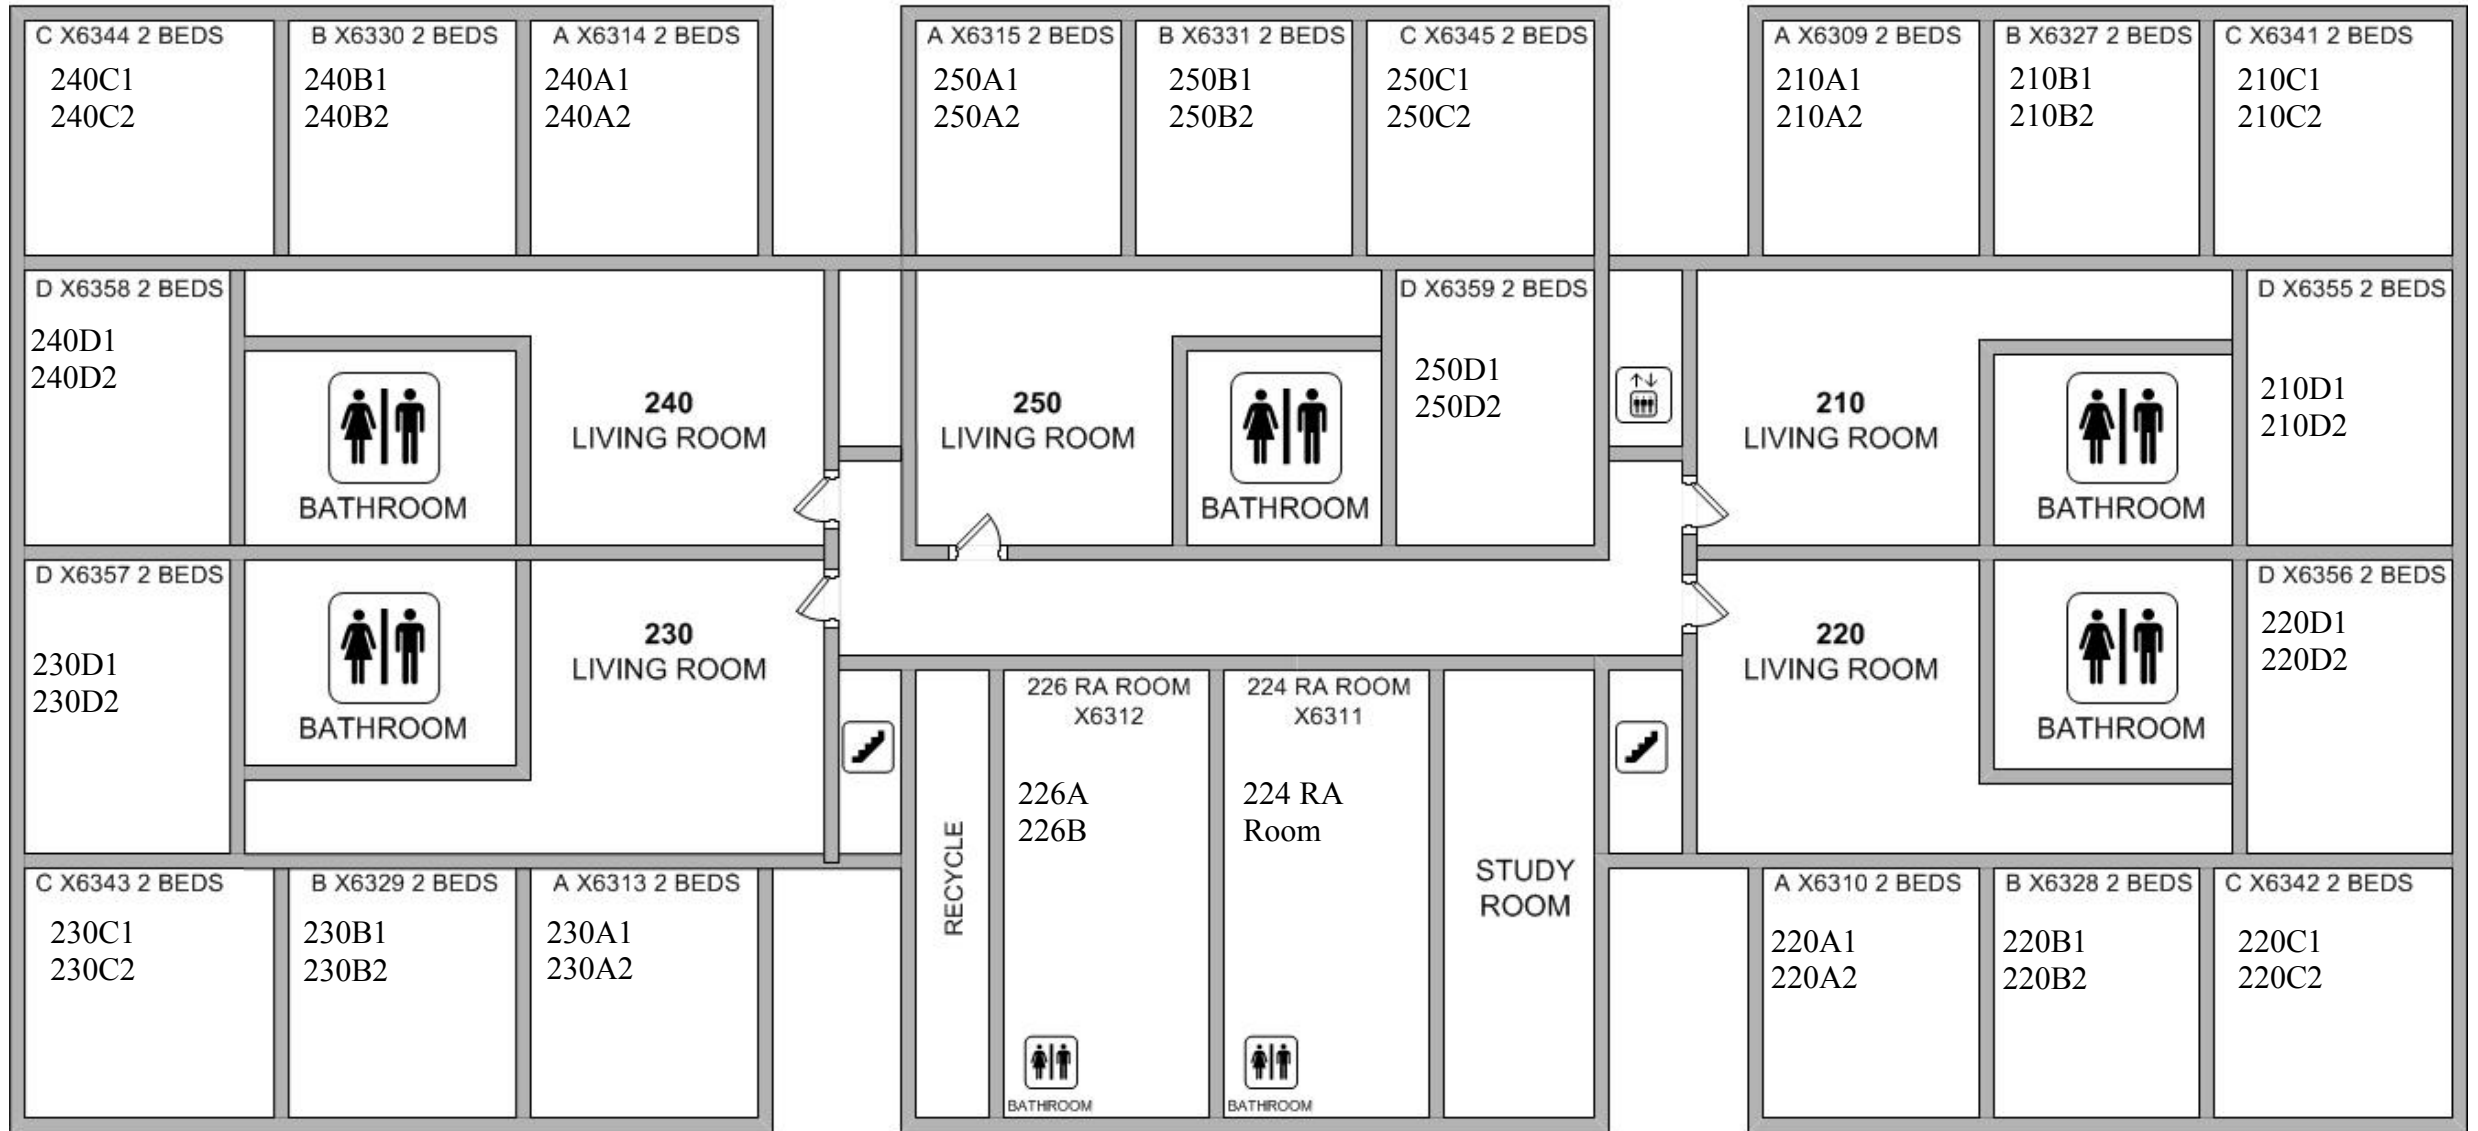 C X6344 2 BEDS
240C1
240C2
B X6330 2 BEDS
240B1
240B2
A X6314 2 BEDS
240A1
240A2
A X6315 2 BEDS
250A1
250A2
B X6331 2 BEDS
250B1
250B2
C X6345 2 BEDS
250C1
250C2
A X6309 2 BEDS
210A1
210A2
B X6327 2 BEDS
210B1
210B2
C X6341 2 BEDS
210C1
210C2
D X6358 2 BEDS
240D1
240D2
BATHROOM
240
LIVING ROOM
250
LIVING ROOM
BATHROOM
D X6359 2 BEDS
250D1
250D2
210
LIVING ROOM
BATHROOM
D X6355 2 BEDS
210D1
210D2
D X6357 2 BEDS
230D1
230D2
BATHROOM
230
LIVING ROOM
220
LIVING ROOM
BATHROOM
D X6356 2 BEDS
220D1
220D2
C X6343 2 BEDS
230C1
230C2
B X6329 2 BEDS
230B1
230B2
A X6313 2 BEDS
230A1
230A2
RECYCLE
226 RA ROOM
X6312
226A
226B
BATHROOM
224 RA ROOM
X6311
224 RA
Room
BATHROOM
STUDY
ROOM
A X6310 2 BEDS
220A1
220A2
B X6328 2 BEDS
220B1
220B2
C X6342 2 BEDS
220C1
220C2